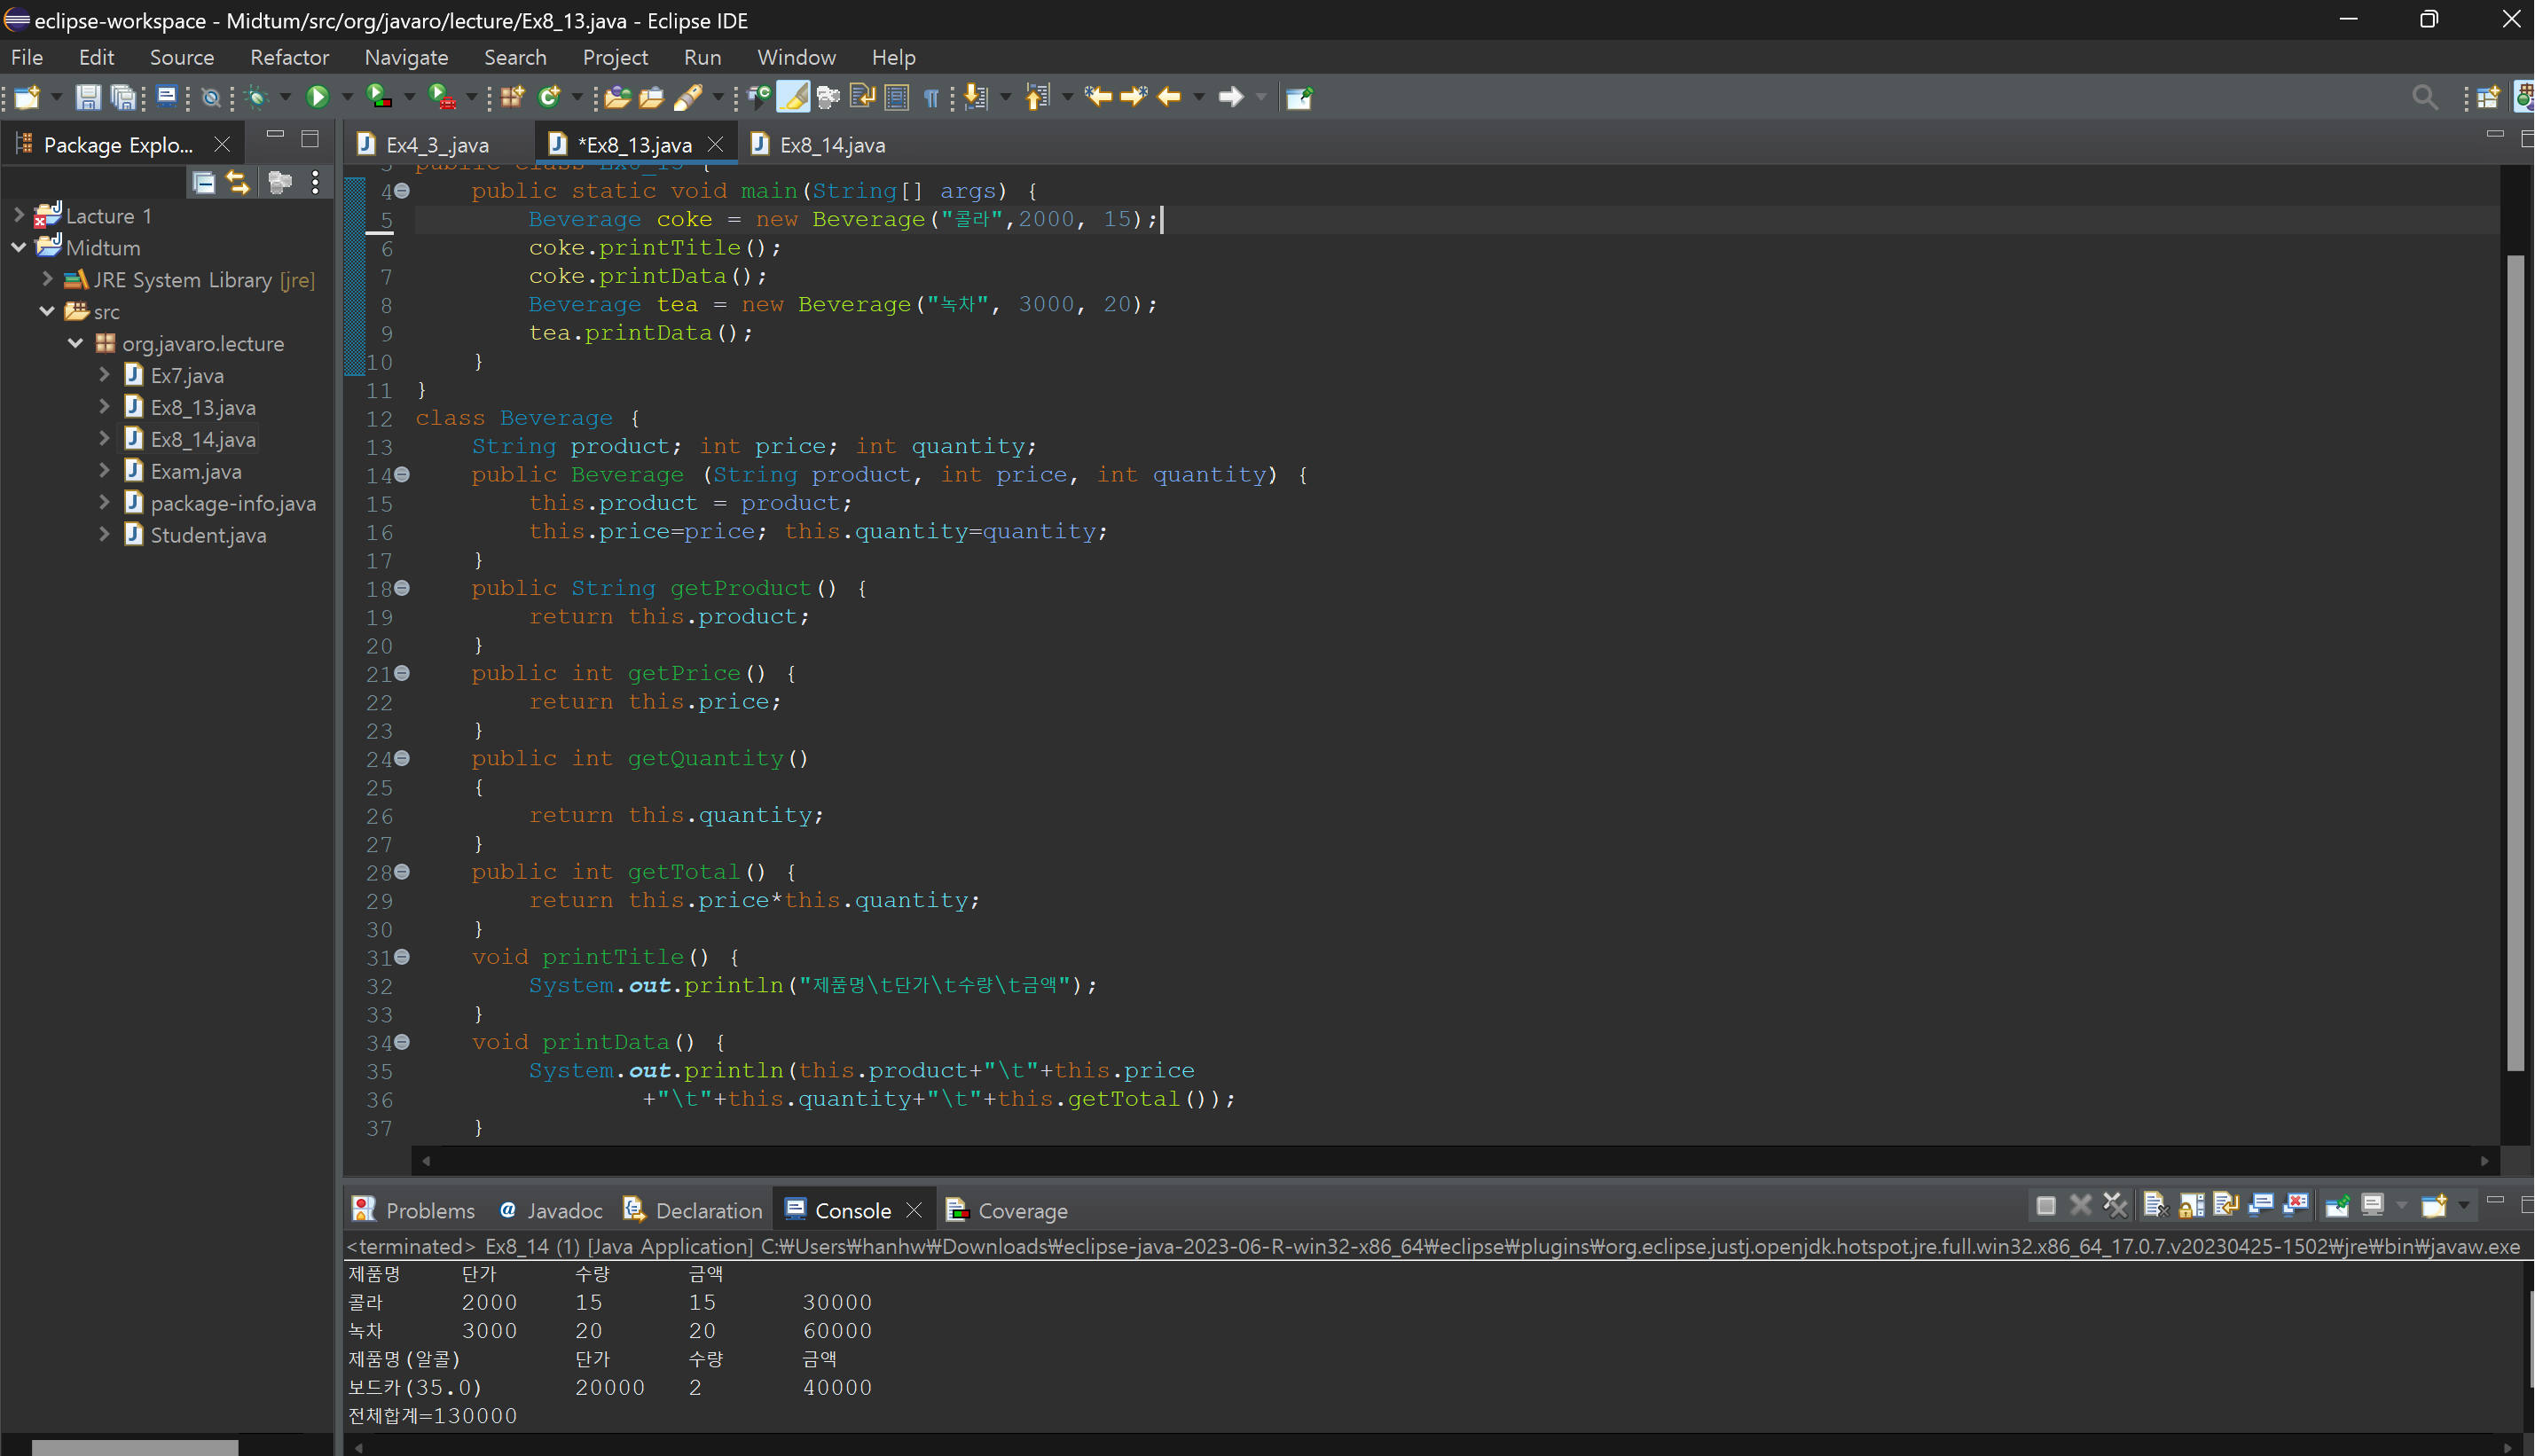 eclipse-workspace - Midtum/src/org/javaro/lecture/Ex8_13.java - Eclipse IDE
File Edit Source Refactor Navigate Search Project Run Window Help
Package Explo...
Ex4_3_.java *Ex8_13.java Ex8_14.java
Lacture 1
Midtum
JRE System Library [jre]
src
org.javaro.lecture
Ex7.java
Ex8_13.java
Ex8_14.java
Exam.java
package-info.java
Student.java
3 public class Ex8_13 {
4 public static void main(String[] args) {
5 Beverage coke = new Beverage("콜라",2000, 15);
6 coke.printTitle();
7 coke.printData();
8 Beverage tea = new Beverage("녹차", 3000, 20);
9 tea.printData();
10 }
11 }
12 class Beverage {
13 String product; int price; int quantity;
14 public Beverage (String product, int price, int quantity) {
15 this.product = product;
16 this.price=price; this.quantity=quantity;
17 }
18 public String getProduct() {
19 return this.product;
20 }
21 public int getPrice() {
22 return this.price;
23 }
24 public int getQuantity()
25 {
26 return this.quantity;
27 }
28 public int getTotal() {
29 return this.price*this.quantity;
30 }
31 void printTitle() {
32 System.out.println("제품명\t단가\t수량\t금액");
33 }
34 void printData() {
35 System.out.println(this.product+"\t"+this.price
36 +"\t"+this.quantity+"\t"+this.getTotal());
37 }
Problems @ Javadoc Declaration Console Coverage
<terminated> Ex8_14 (1) [Java Application] C:₩Users₩hanhw₩Downloads₩eclipse-java-2023-06-R-win32-x86_64₩eclipse₩plugins₩org.eclipse.justj.openjdk.hotspot.jre.full.win32.x86_64_17.0.7.v20230425-1502₩jre₩bin₩javaw.exe
제품명 단가 수량 금액
콜라 2000 15 15 30000
녹차 3000 20 20 60000
제품명(알콜) 단가 수량 금액
보드카(35.0) 20000 2 40000
전체합계=130000